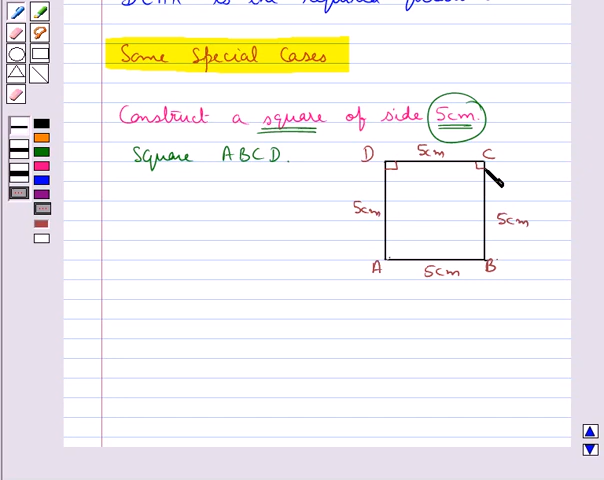 Some Special Cases
Construct a square of side 5cm.
Square ABCD.
D 5cm C
5cm 5cm
A 5cm B